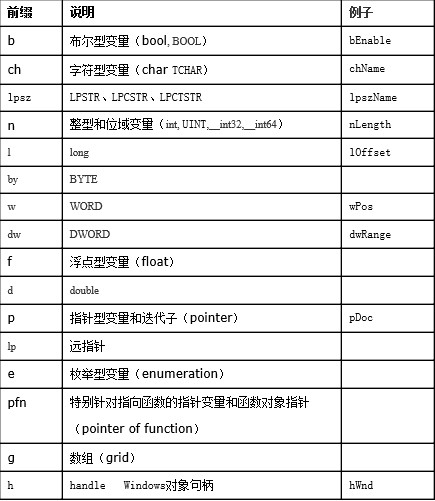 前缀 说明 例子
b 布尔型变量（bool, BOOL） bEnable
ch 字符型变量（char TCHAR） chName
lpsz LPSTR、LPCSTR、LPCTSTR lpszName
n 整型和位域变量（int, UINT,__int32,__int64） nLength
l long lOffset
by BYTE
w WORD wPos
dw DWORD dwRange
f 浮点型变量（float）
d double
p 指针型变量和迭代子（pointer） pDoc
lp 远指针
e 枚举型变量（enumeration）
pfn 特别针对指向函数的指针变量和函数对象指针
（pointer of function）
g 数组（grid）
h handle Windows对象句柄 hWnd